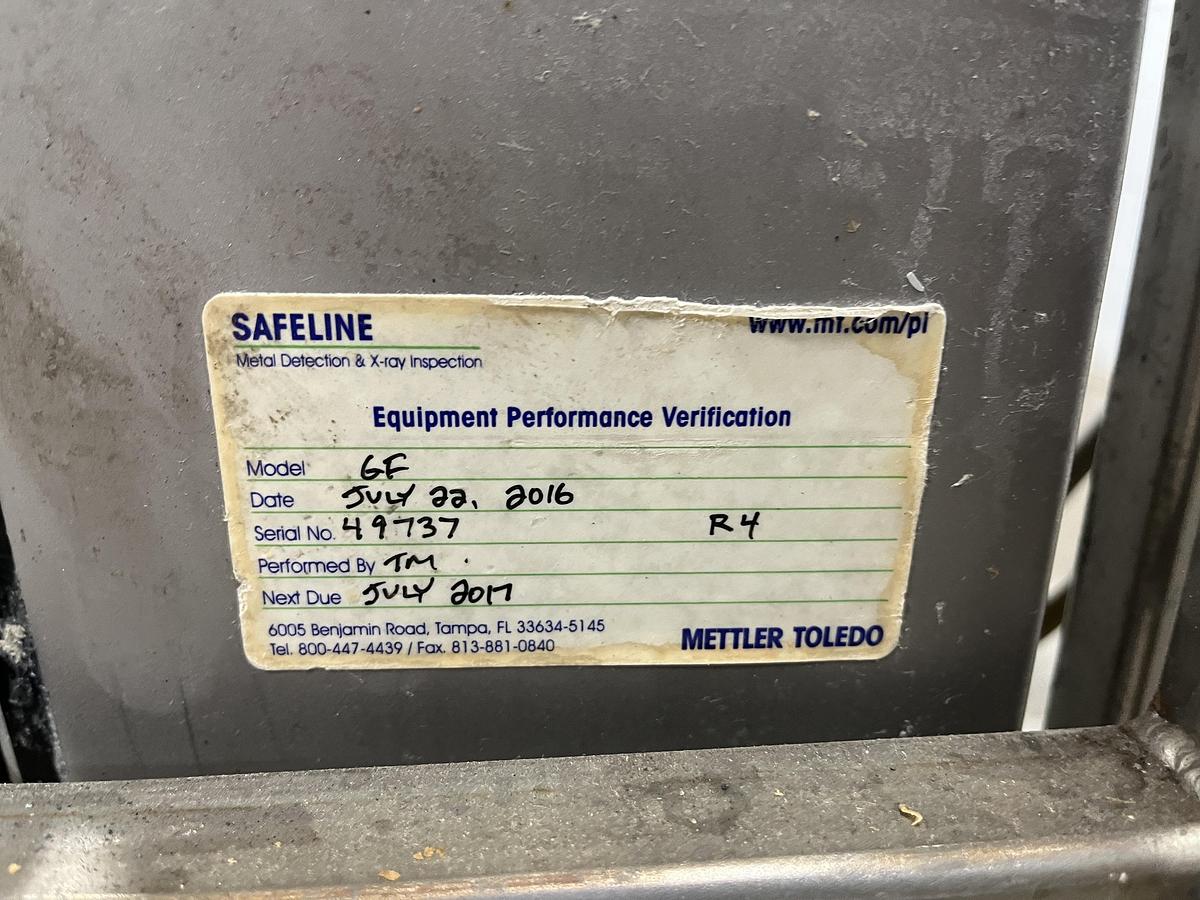 SAFELINE
www.mt.com/pi
Metal Detection & X-ray Inspection
Equipment Performance Verification
Model GF
Date JULY 22, 2016
Serial No. 49737 R4
Performed By TM
Next Due JULY 2017
6005 Benjamin Road, Tampa, FL 33634-5145
Tel. 800-447-4439 / Fax. 813-881-0840
METTLER TOLEDO